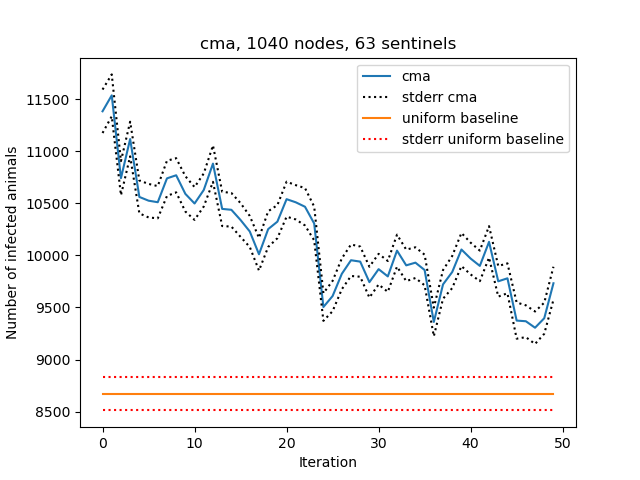 cma, 1040 nodes, 63 sentinels
cma
stderr cma
uniform baseline
stderr uniform baseline
Number of infected animals
11500
11000
10500
10000
9500
9000
8500
0 10 20 30 40 50
Iteration